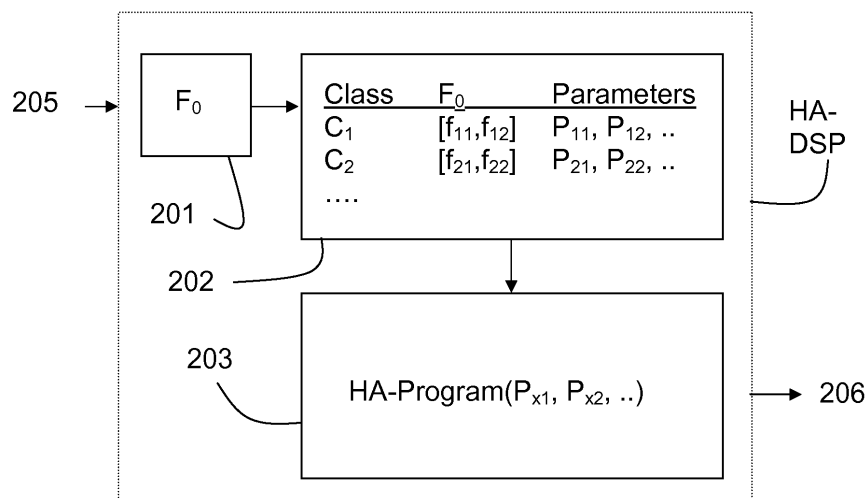 205
F₀
Class F₀ Parameters
C₁ [f₁₁,f₁₂] P₁₁, P₁₂, ..
C₂ [f₂₁,f₂₂] P₂₁, P₂₂, ..
....
HA-
DSP
201
202
203
HA-Program(Pₓ₁, Pₓ₂, ..)
206